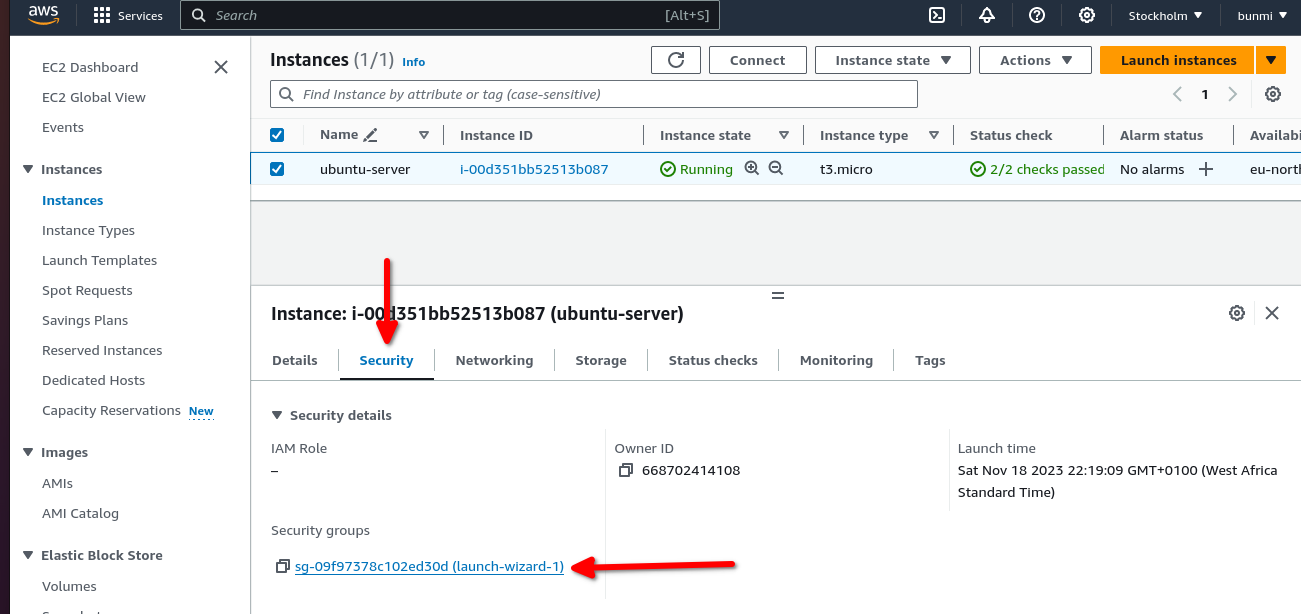 aws
Services
Search
[Alt+S]
Stockholm
bunmi
EC2 Dashboard
EC2 Global View
Events
Instances
Instances
Instance Types
Launch Templates
Spot Requests
Savings Plans
Reserved Instances
Dedicated Hosts
Capacity Reservations New
Images
AMIs
AMI Catalog
Elastic Block Store
Volumes
Instances (1/1) Info
Connect
Instance state
Actions
Launch instances
Find Instance by attribute or tag (case-sensitive)
1
Name Instance ID Instance state Instance type Status check Alarm status Availabi
ubuntu-server i-00d351bb52513b087 Running t3.micro 2/2 checks passed No alarms eu-nort
Instance: i-00d351bb52513b087 (ubuntu-server)
Details Security Networking Storage Status checks Monitoring Tags
Security details
IAM Role
–
Owner ID
668702414108
Launch time
Sat Nov 18 2023 22:19:09 GMT+0100 (West Africa
Standard Time)
Security groups
sg-09f97378c102ed30d (launch-wizard-1)